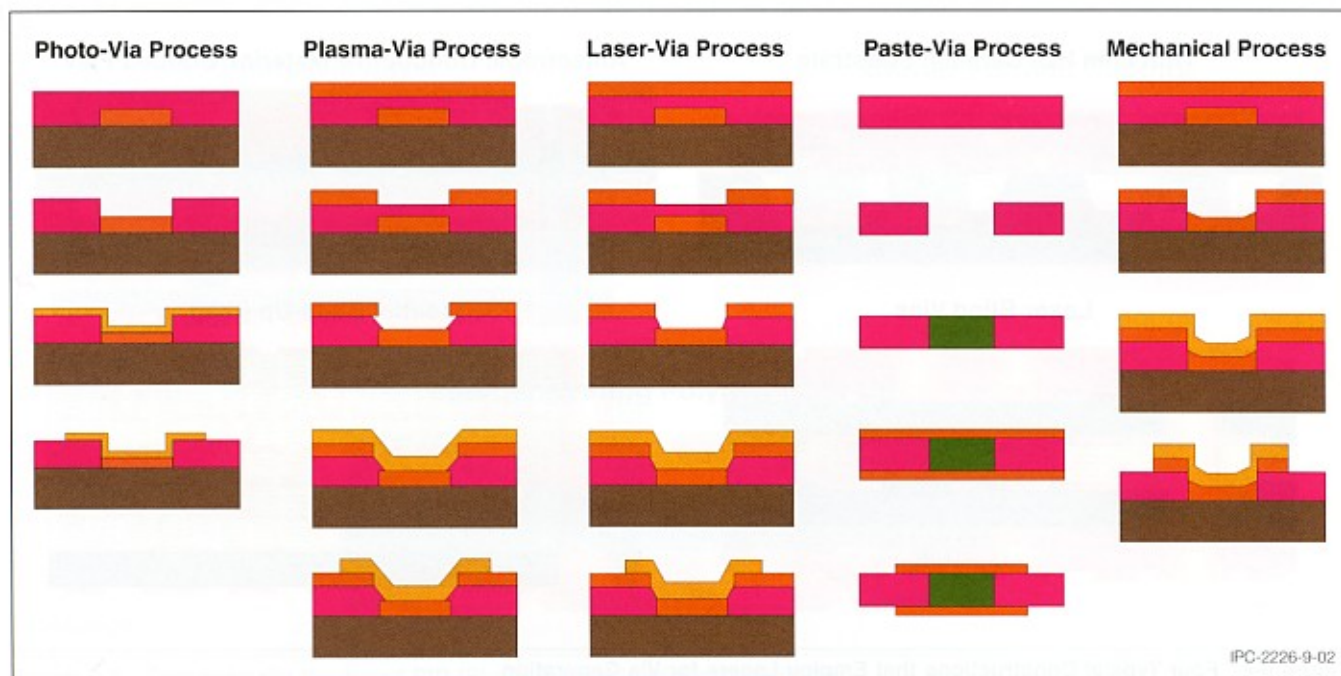 Photo-Via Process
Plasma-Via Process
Laser-Via Process
Paste-Via Process
Mechanical Process
IPC-2226-9-02